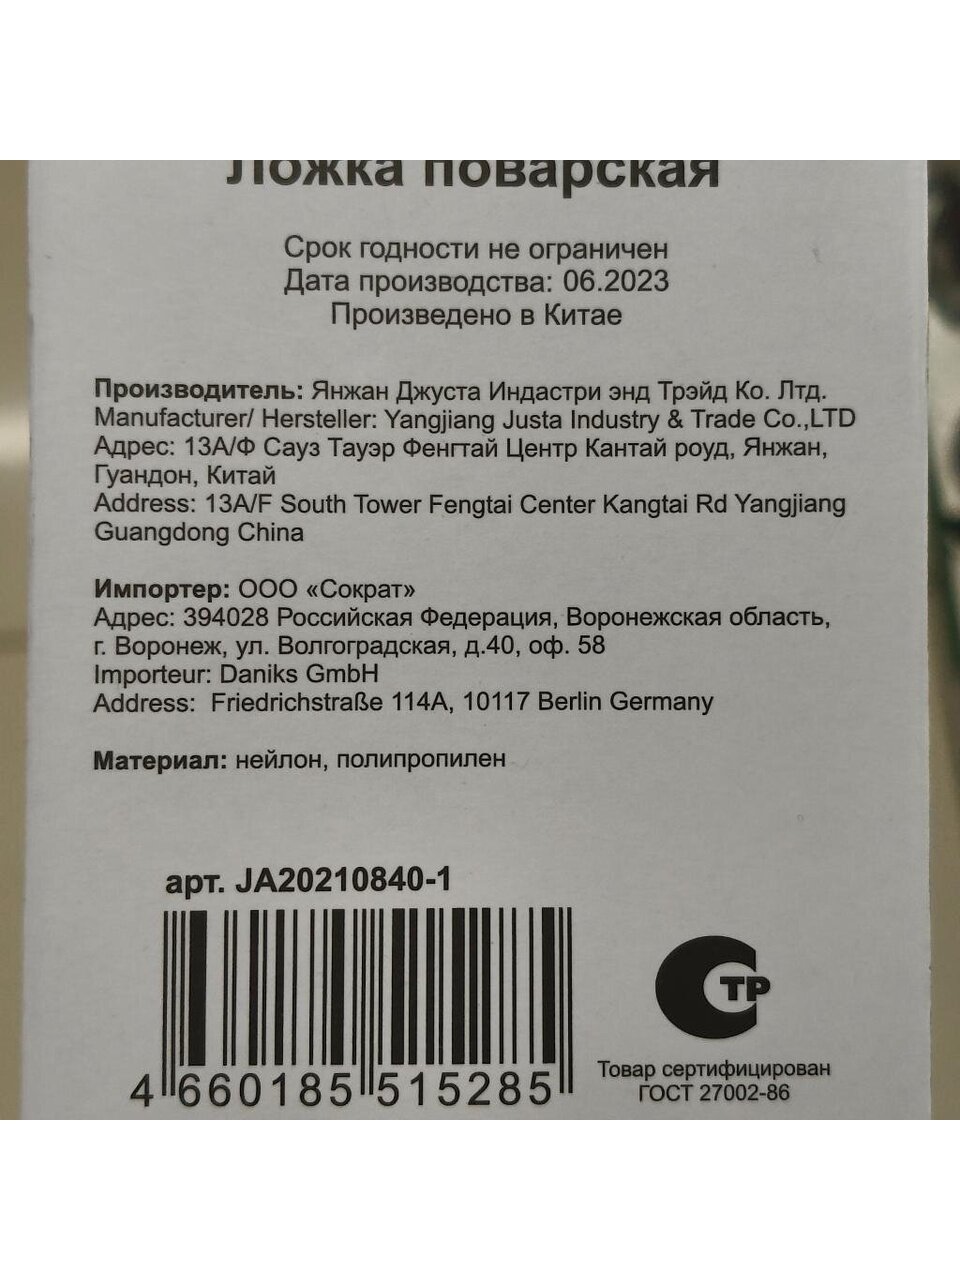 Ложка поварская
Срок годности не ограничен
Дата производства: 06.2023
Произведено в Китае
Производитель: Янжан Джуста Индастри энд Трэйд Ко. Лтд.
Manufacturer/ Hersteller: Yangjiang Justa Industry & Trade Co.,LTD
Адрес: 13А/Ф Сауз Тауэр Фенгтай Центр Кантай роуд, Янжан,
Гуандон, Китай
Address: 13A/F South Tower Fengtai Center Kangtai Rd Yangjiang
Guangdong China
Импортер: ООО «Сократ»
Адрес: 394028 Российская Федерация, Воронежская область,
г. Воронеж, ул. Волгоградская, д.40, оф. 58
Importeur: Daniks GmbH
Address: Friedrichstraße 114A, 10117 Berlin Germany
Материал: нейлон, полипропилен
арт. JA20210840-1
4 660185 515285
ТР
Товар сертифицирован
ГОСТ 27002-86